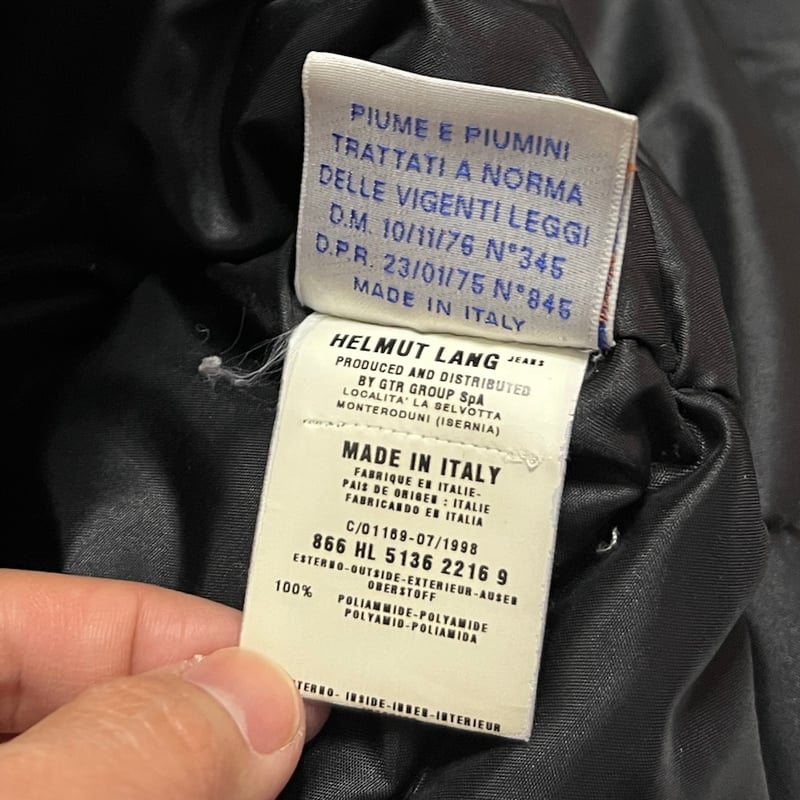 PIUME E PIUMINI
TRATTATI A NORMA
DELLE VIGENTI LEGGI
D.M. 10/11/76 N°345
D.P.R. 23/01/75 N°845
MADE IN ITALY
HELMUT LANG JEANS
PRODUCED AND DISTRIBUTED
BY GTR GROUP SpA
LOCALITA' LA SELVOTTA
MONTERODUNI (ISERNIA)
MADE IN ITALY
FABRIQUE EN ITALIE-
PAIS DE ORIGEN : ITALIE
FABRICANDO EN ITALIA
C/01169-07/1998
866 HL 5136 2216 9
ESTERNO-OUTSIDE-EXTERIEUR-AUSEN
OBERSTOFF
100% POLIAMMIDE-POLYAMIDE
POLYAMID-POLIAMIDA
INSIDE-INNEN-INTERIEUR